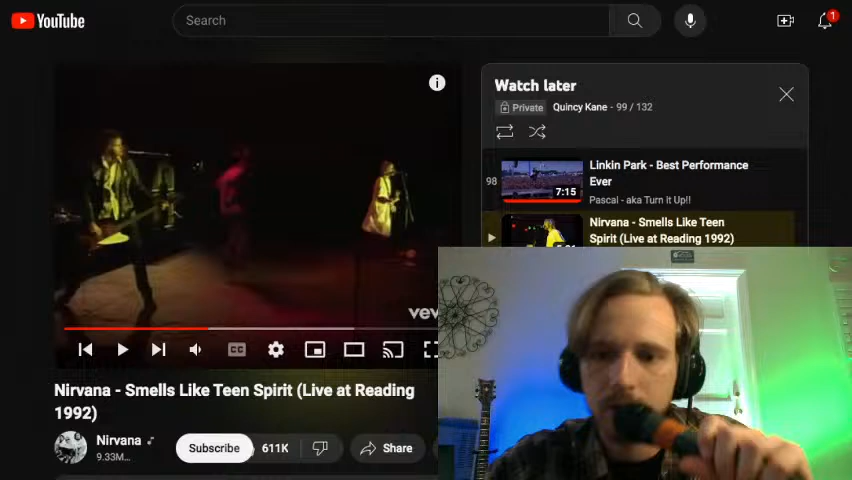 YouTube
Search
1
vev
CC
Nirvana - Smells Like Teen Spirit (Live at Reading
1992)
Nirvana
9.33M...
Subscribe
611K
Share
Watch later
Private
Quincy Kane - 99 / 132
98
7:15
Linkin Park - Best Performance
Ever
Pascal - aka Turn it Up!!
Nirvana - Smells Like Teen
Spirit (Live at Reading 1992)